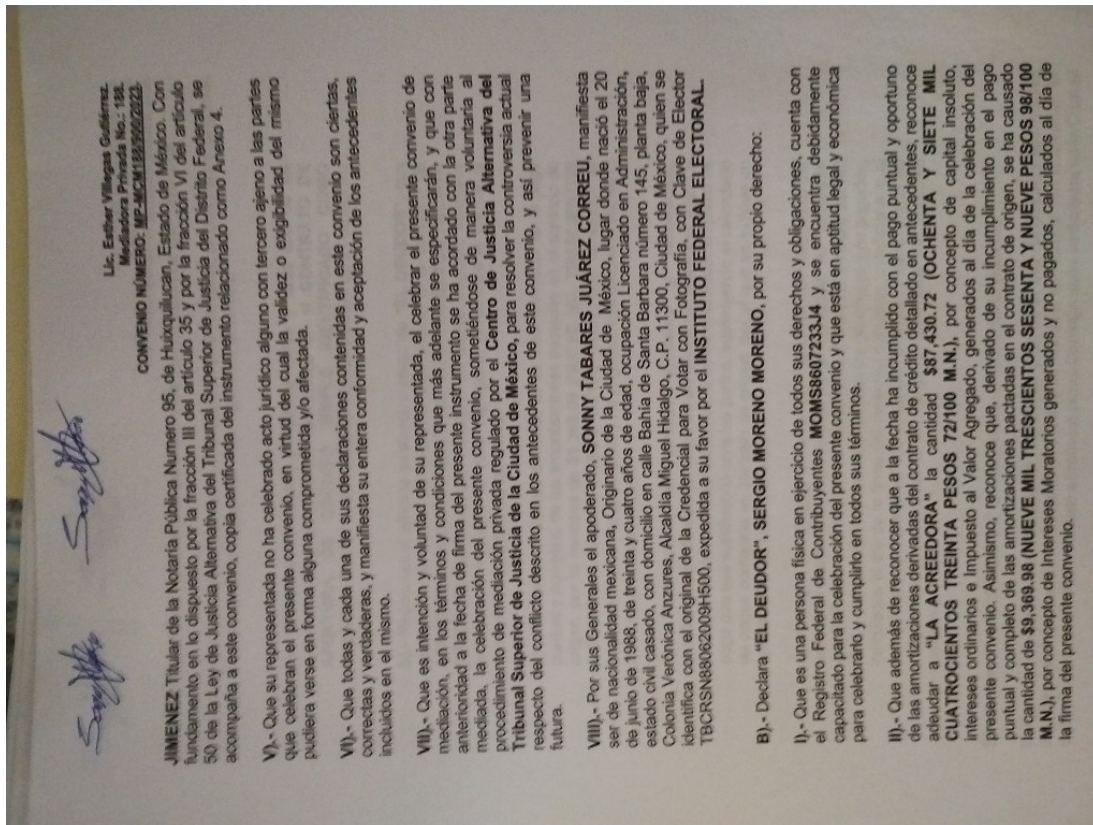 Lic. Esther Villegas Gutiérrez.
Mediadora Privada No.: 188.
CONVENIO NÚMERO: MP-MCM188/990/2023.
JIMENEZ Titular de la Notaría Pública Numero 95, de Huixquilucan, Estado de México. Con
fundamento en lo dispuesto por la fracción III del artículo 35 y por la fracción VI del artículo
50 de la Ley de Justicia Alternativa del Tribunal Superior de Justicia del Distrito Federal, se
acompaña a este convenio, copia certificada del instrumento relacionado como Anexo 4.
V).- Que su representada no ha celebrado acto jurídico alguno con tercero ajeno a las partes
que celebran el presente convenio, en virtud del cual la validez o exigibilidad del mismo
pudiera verse en forma alguna comprometida y/o afectada.
VI).- Que todas y cada una de sus declaraciones contenidas en este convenio son ciertas,
correctas y verdaderas, y manifiesta su entera conformidad y aceptación de los antecedentes
incluidos en el mismo.
VII).- Que es intención y voluntad de su representada, el celebrar el presente convenio de
mediación, en los términos y condiciones que más adelante se especificarán, y que con
anterioridad a la fecha de firma del presente instrumento se ha acordado con la otra parte
mediada, la celebración del presente convenio, sometiéndose de manera voluntaria al
procedimiento de mediación privada regulado por el Centro de Justicia Alternativa del
Tribunal Superior de Justicia de la Ciudad de México, para resolver la controversia actual
respecto del conflicto descrito en los antecedentes de este convenio, y así prevenir una
futura.
VIII).- Por sus Generales el apoderado, SONNY TABARES JUÁREZ CORREU, manifiesta
ser de nacionalidad mexicana, Originario de la Ciudad de México, lugar donde nació el 20
de junio de 1988, de treinta y cuatro años de edad, ocupación Licenciado en Administración,
estado civil casado, con domicilio en calle Bahía de Santa Barbara número 145, planta baja,
Colonia Verónica Anzures, Alcaldía Miguel Hidalgo, C.P. 11300, Ciudad de México, quien se
identifica con el original de la Credencial para Votar con Fotografía, con Clave de Elector
TBCRSN88062009H500, expedida a su favor por el INSTITUTO FEDERAL ELECTORAL.
B).- Declara "EL DEUDOR", SERGIO MORENO MORENO, por su propio derecho:
I).- Que es una persona física en ejercicio de todos sus derechos y obligaciones, cuenta con
el Registro Federal de Contribuyentes MOMS8607233J4 y se encuentra debidamente
capacitado para la celebración del presente convenio y que está en aptitud legal y económica
para celebrarlo y cumplirlo en todos sus términos.
II).- Que además de reconocer que a la fecha ha incumplido con el pago puntual y oportuno
de las amortizaciones derivadas del contrato de crédito detallado en antecedentes, reconoce
adeudar a "LA ACREEDORA" la cantidad $87,430.72 (OCHENTA Y SIETE MIL
CUATROCIENTOS TREINTA PESOS 72/100 M.N.), por concepto de capital insoluto,
intereses ordinarios e Impuesto al Valor Agregado, generados al día de la celebración del
presente convenio. Asimismo, reconoce que, derivado de su incumplimiento en el pago
puntual y completo de las amortizaciones pactadas en el contrato de origen, se ha causado
la cantidad de $9,369.98 (NUEVE MIL TRESCIENTOS SESENTA Y NUEVE PESOS 98/100
M.N.), por concepto de Intereses Moratorios generados y no pagados, calculados al día de
la firma del presente convenio.